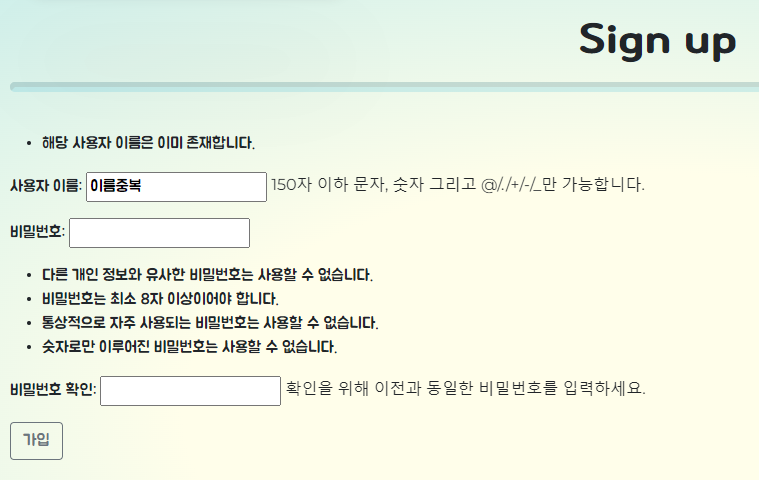 Sign up
해당 사용자 이름은 이미 존재합니다.
사용자 이름: 이름중복 150자 이하 문자, 숫자 그리고 @/./+/-/_만 가능합니다.
비밀번호:
다른 개인 정보와 유사한 비밀번호는 사용할 수 없습니다.
비밀번호는 최소 8자 이상이어야 합니다.
통상적으로 자주 사용되는 비밀번호는 사용할 수 없습니다.
숫자로만 이루어진 비밀번호는 사용할 수 없습니다.
비밀번호 확인: 확인을 위해 이전과 동일한 비밀번호를 입력하세요.
가입